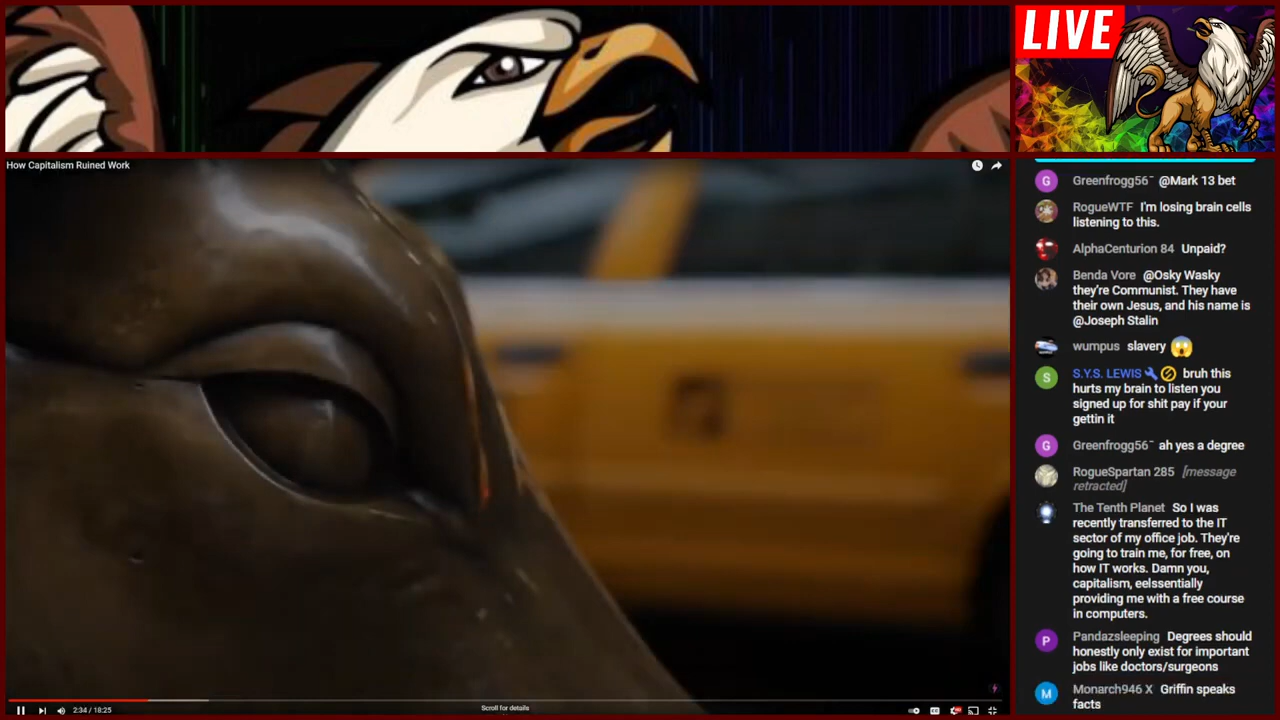 LIVE
How Capitalism Ruined Work
Greenfrogg56~ @Mark 13 bet
RogueWTF I'm losing brain cells
listening to this.
AlphaCenturion 84 Unpaid?
Benda Vore @Osky Wasky
they're Communist. They have
their own Jesus, and his name is
@Joseph Stalin
wumpus slavery 😱
S
S.Y.S. LEWIS bruh this
hurts my brain to listen you
signed up for shit pay if your
gettin it
G
Greenfrogg56~ ah yes a degree
RogueSpartan 285 [message
retracted]
The Tenth Planet So I was
recently transferred to the IT
sector of my office job. They're
going to train me, for free, on
how IT works. Damn you,
capitalism, eelssentially
providing me with a free course
in computers.
P
Pandazsleeping Degrees should
honestly only exist for important
jobs like doctors/surgeons
M
Monarch946 X Griffin speaks
facts
2:34 / 18:25
Scroll for details